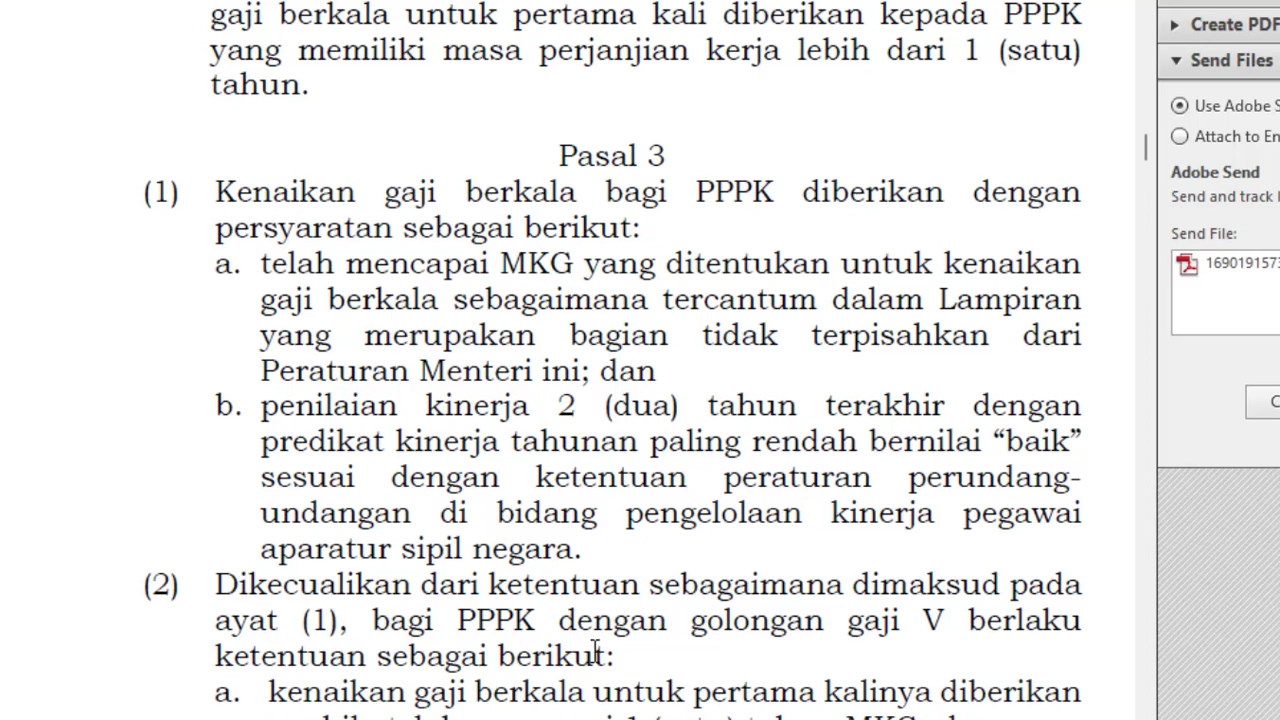 gaji berkala untuk pertama kali diberikan kepada PPPK
yang memiliki masa perjanjian kerja lebih dari 1 (satu)
tahun.
Pasal 3
(1) Kenaikan gaji berkala bagi PPPK diberikan dengan
persyaratan sebagai berikut:
a. telah mencapai MKG yang ditentukan untuk kenaikan
gaji berkala sebagaimana tercantum dalam Lampiran
yang merupakan bagian tidak terpisahkan dari
Peraturan Menteri ini; dan
b. penilaian kinerja 2 (dua) tahun terakhir dengan
predikat kinerja tahunan paling rendah bernilai “baik”
sesuai dengan ketentuan peraturan perundang-
undangan di bidang pengelolaan kinerja pegawai
aparatur sipil negara.
(2) Dikecualikan dari ketentuan sebagaimana dimaksud pada
ayat (1), bagi PPPK dengan golongan gaji V berlaku
ketentuan sebagai berikut:
a. kenaikan gaji berkala untuk pertama kalinya diberikan
Create PDF
Send Files
Use Adobe S
Attach to En
Adobe Send
Send and track
Send File:
1690191573